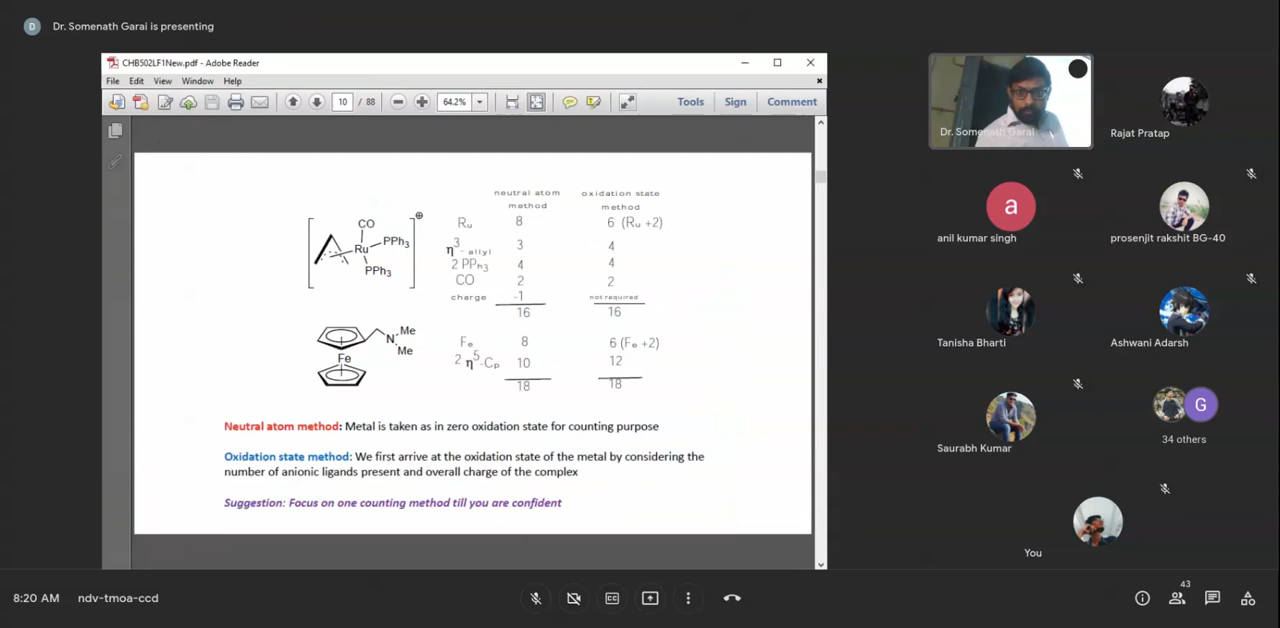 D Dr. Somenath Garai is presenting
CHB502LF1New.pdf - Adobe Reader
File Edit View Window Help
10 / 88 64.2% Tools Sign Comment
neutral atom method
oxidation state method
Ru 8 6 (Ru +2)
η3-allyl 3 4
2 PPh3 4 4
CO 2 2
charge -1 not required
16 16
CO
Ru
PPh3
PPh3
⊕
Fe 8 6 (Fe +2)
2 η5-Cp 10 12
18 18
N
Me
Me
Fe
Neutral atom method: Metal is taken as in zero oxidation state for counting purpose
Oxidation state method: We first arrive at the oxidation state of the metal by considering the
number of anionic ligands present and overall charge of the complex
Suggestion: Focus on one counting method till you are confident
Dr. Somenath Garai
Rajat Pratap
a
anil kumar singh
prosenjit rakshit BG-40
Tanisha Bharti
Ashwani Adarsh
Saurabh Kumar
G
34 others
You
8:20 AM ndv-tmoa-ccd
CC
43